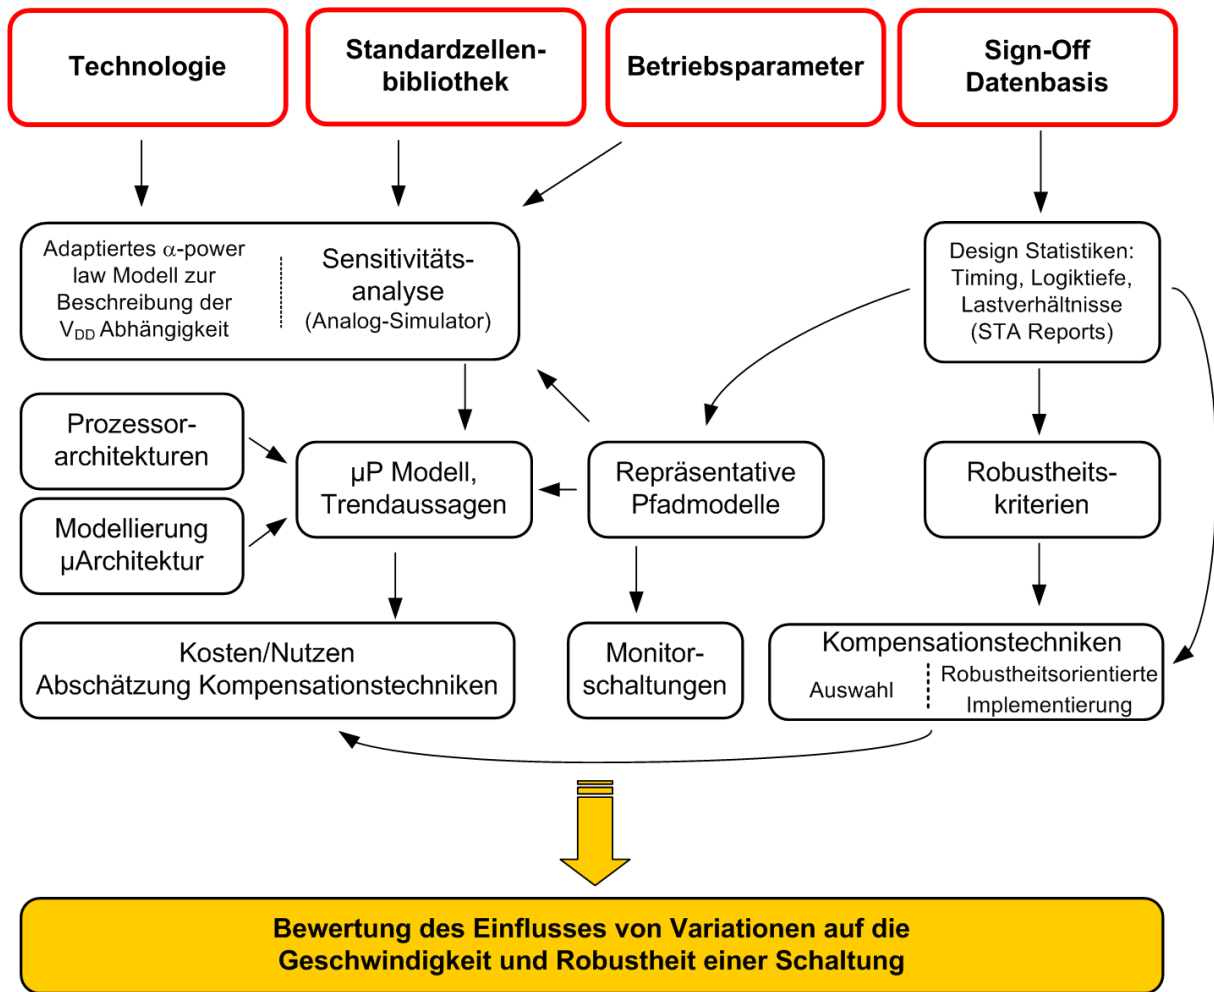 Technologie
Standardzellen-
bibliothek
Betriebsparameter
Sign-Off
Datenbasis
Adaptiertes α-power
law Modell zur
Beschreibung der
V_DD Abhängigkeit
Sensitivitäts-
analyse
(Analog-Simulator)
Design Statistiken:
Timing, Logiktiefe,
Lastverhältnisse
(STA Reports)
Prozessor-
architekturen
Modellierung
µArchitektur
µP Modell,
Trendaussagen
Repräsentative
Pfadmodelle
Robustheits-
kriterien
Kosten/Nutzen
Abschätzung Kompensationstechniken
Monitor-
schaltungen
Kompensationstechniken
Auswahl
Robustheitsorientierte
Implementierung
Bewertung des Einflusses von Variationen auf die
Geschwindigkeit und Robustheit einer Schaltung